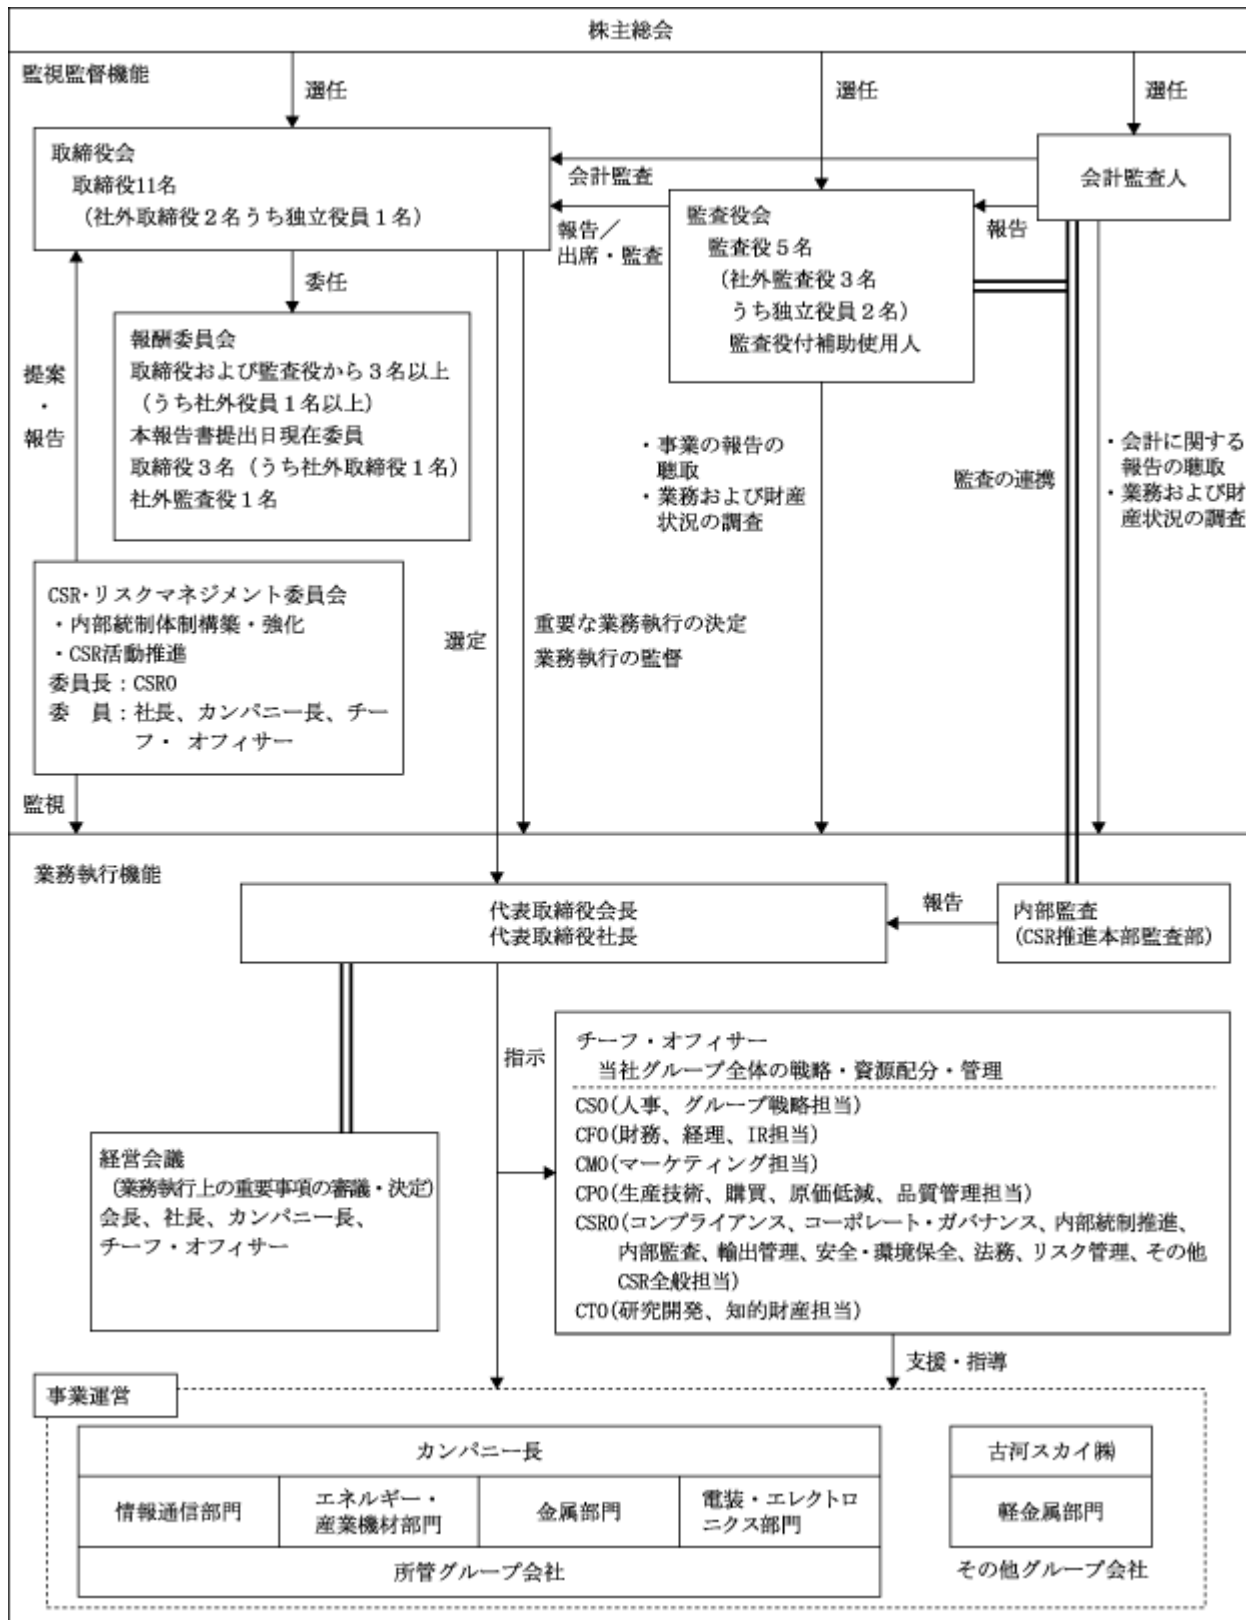 株主総会
監視監督機能
選任
選任
選任
取締役会
取締役11名
（社外取締役２名うち独立役員１名）
会計監査
会計監査人
報告／
出席・監査
監査役会
監査役５名
（社外監査役３名
うち独立役員２名）
監査役付補助使用人
報告
委任
報酬委員会
取締役および監査役から３名以上
（うち社外役員１名以上）
本報告書提出日現在委員
取締役３名（うち社外取締役１名）
社外監査役１名
提案
・
報告
・事業の報告の
聴取
・業務および財産
状況の調査
監査の連携
・会計に関する
報告の聴取
・業務および財
産状況の調査
CSR・リスクマネジメント委員会
・内部統制体制構築・強化
・CSR活動推進
委員長：CSRO
委　員：社長、カンパニー長、チー
フ・ オフィサー
選定
重要な業務執行の決定
業務執行の監督
監視
業務執行機能
代表取締役会長
代表取締役社長
報告
内部監査
(CSR推進本部監査部)
指示
チーフ・オフィサー
当社グループ全体の戦略・資源配分・管理
CSO(人事、グループ戦略担当)
CFO(財務、経理、IR担当)
CMO(マーケティング担当)
CPO(生産技術、購買、原価低減、品質管理担当)
CSRO(コンプライアンス、コーポレート・ガバナンス、内部統制推進、
内部監査、輸出管理、安全・環境保全、法務、リスク管理、その他
CSR全般担当)
CTO(研究開発、知的財産担当)
経営会議
(業務執行上の重要事項の審議・決定)
会長、社長、カンパニー長、
チーフ・オフィサー
支援・指導
事業運営
カンパニー長
情報通信部門
エネルギー・
産業機材部門
金属部門
電装・エレクトロ
ニクス部門
所管グループ会社
古河スカイ㈱
軽金属部門
その他グループ会社